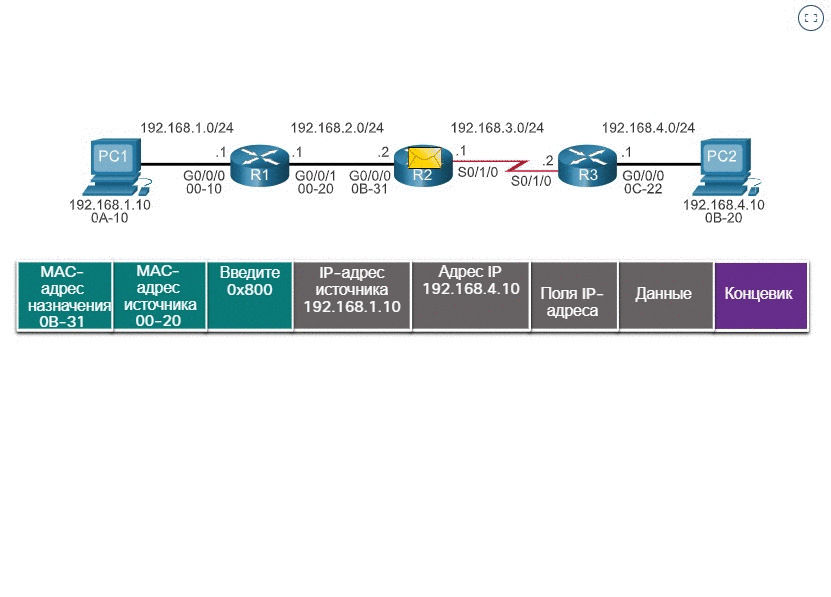 192.168.1.0/24
192.168.2.0/24
192.168.3.0/24
192.168.4.0/24
PC1
.1
R1
.1
.2
R2
.1
.2
R3
.1
PC2
G0/0/0
00-10
G0/0/1
00-20
G0/0/0
0B-31
S0/1/0
S0/1/0
G0/0/0
0C-22
192.168.1.10
0A-10
192.168.4.10
0B-20
MAC-
адрес
назначения
0B-31
MAC-
адрес
источника
00-20
Введите
0x800
IP-адрес
источника
192.168.1.10
Адрес IP
192.168.4.10
Поля IP-
адреса
Данные
Концевик